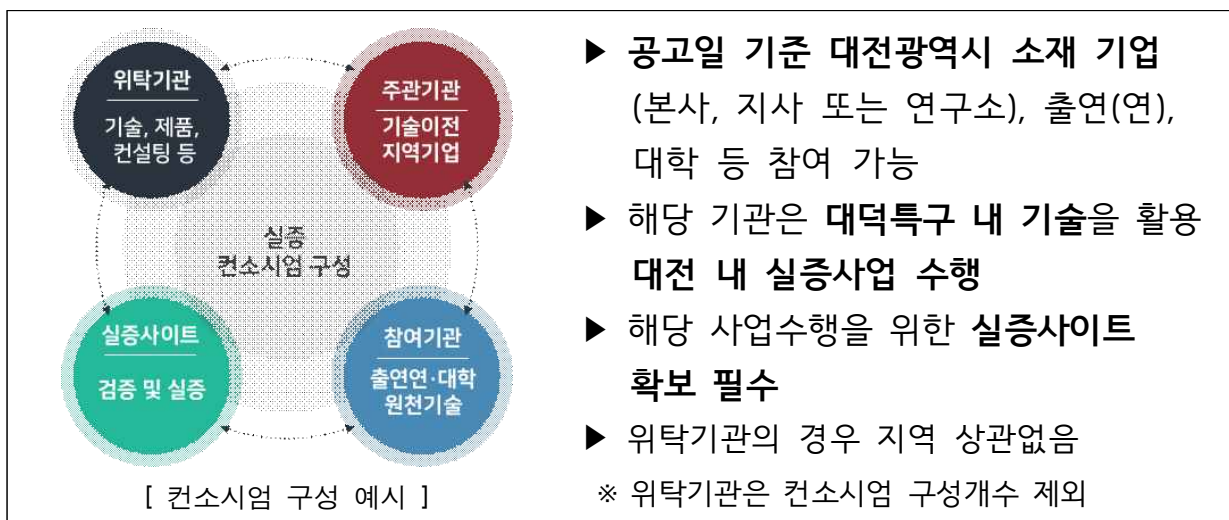 위탁기관
기술, 제품,
컨설팅 등
주관기관
기술이전
지역기업
실증
컨소시엄 구성
실증사이트
검증 및 실증
참여기관
출연연·대학
원천기술
[ 컨소시엄 구성 예시 ]
▶ 공고일 기준 대전광역시 소재 기업
(본사, 지사 또는 연구소), 출연(연),
대학 등 참여 가능
▶ 해당 기관은 대덕특구 내 기술을 활용
대전 내 실증사업 수행
▶ 해당 사업수행을 위한 실증사이트
확보 필수
▶ 위탁기관의 경우 지역 상관없음
※ 위탁기관은 컨소시엄 구성개수 제외